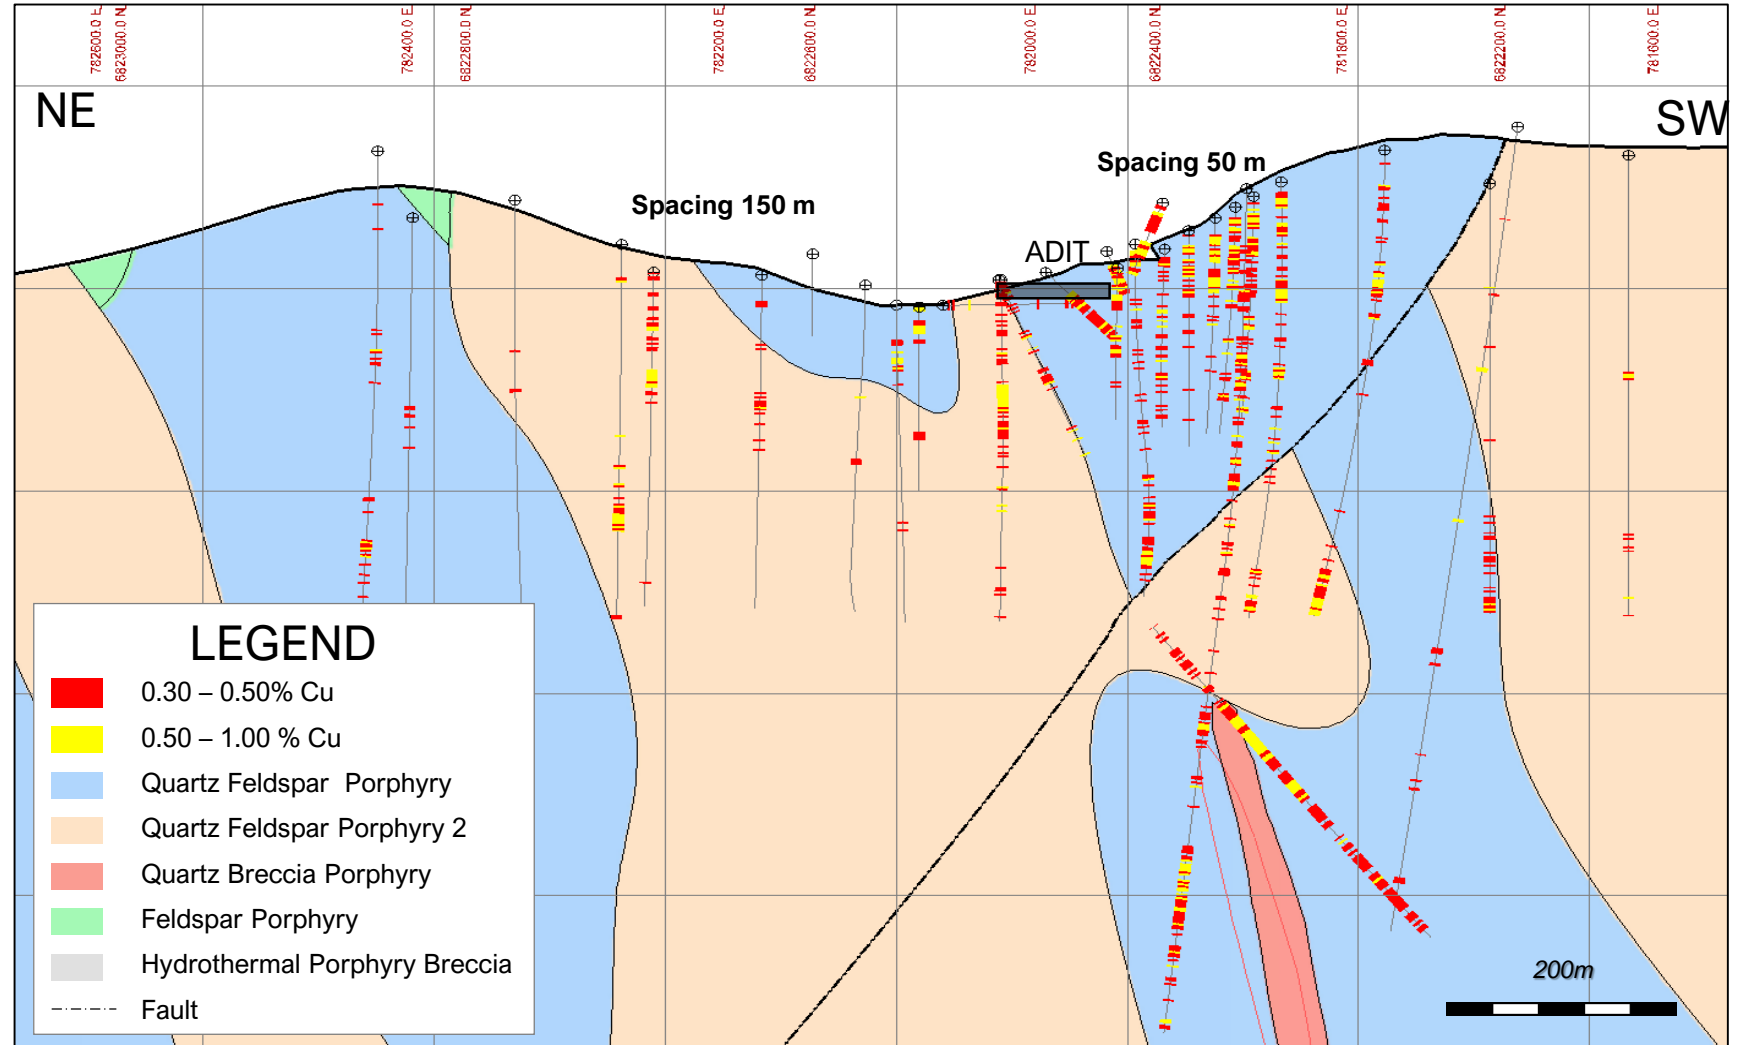 782600.0 E
6823000.0 N
782400.0 E
6822800.0 N
782200.0 E
6822600.0 N
782000.0 E
6822400.0 N
781800.0 E
6822200.0 N
781600.0 E
NE
SW
Spacing 50 m
Spacing 150 m
ADIT
LEGEND
0.30 – 0.50% Cu
0.50 – 1.00 % Cu
Quartz Feldspar Porphyry
Quartz Feldspar Porphyry 2
Quartz Breccia Porphyry
Feldspar Porphyry
Hydrothermal Porphyry Breccia
Fault
200m